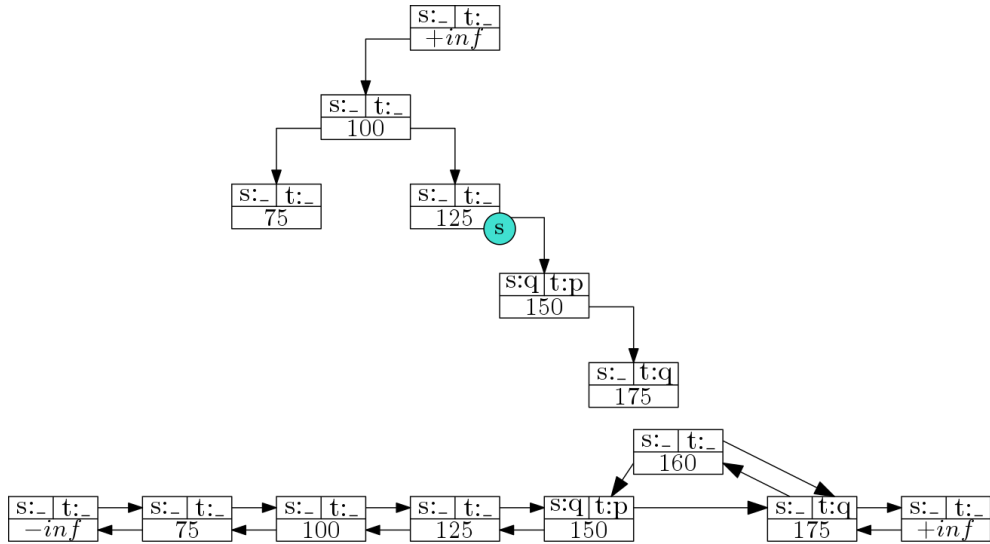 s:_ t:_
+inf
s:_ t:_
100
s:_ t:_
75
s:_ t:_
125
s
s:q t:p
150
s:_ t:q
175
s:_ t:_
160
s:_ t:_
-inf
s:_ t:_
75
s:_ t:_
100
s:_ t:_
125
s:q t:p
150
s:_ t:q
175
s:_ t:_
+inf